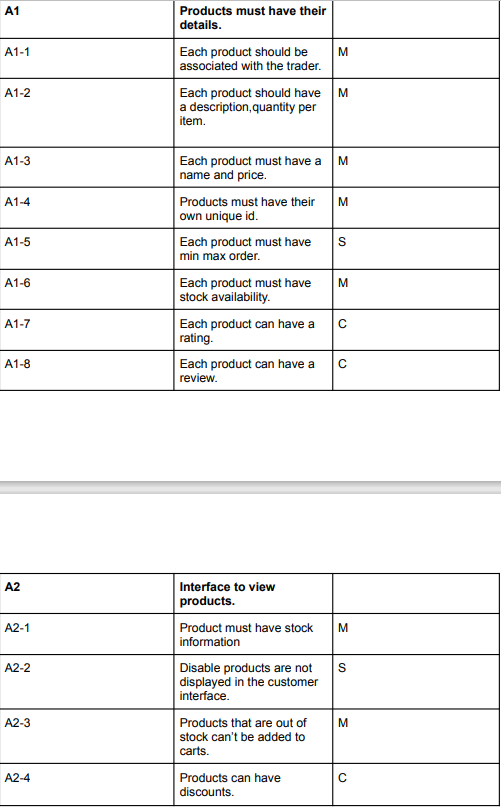 A1 Products must have their
details.
A1-1 Each product should be M
associated with the trader.
A1-2 Each product should have M
a description,quantity per
item.
A1-3 Each product must have a M
name and price.
A1-4 Products must have their M
own unique id.
A1-5 Each product must have S
min max order.
A1-6 Each product must have M
stock availability.
A1-7 Each product can have a C
rating.
A1-8 Each product can have a C
review.
A2 Interface to view
products.
A2-1 Product must have stock M
information
A2-2 Disable products are not S
displayed in the customer
interface.
A2-3 Products that are out of M
stock can't be added to
carts.
A2-4 Products can have C
discounts.